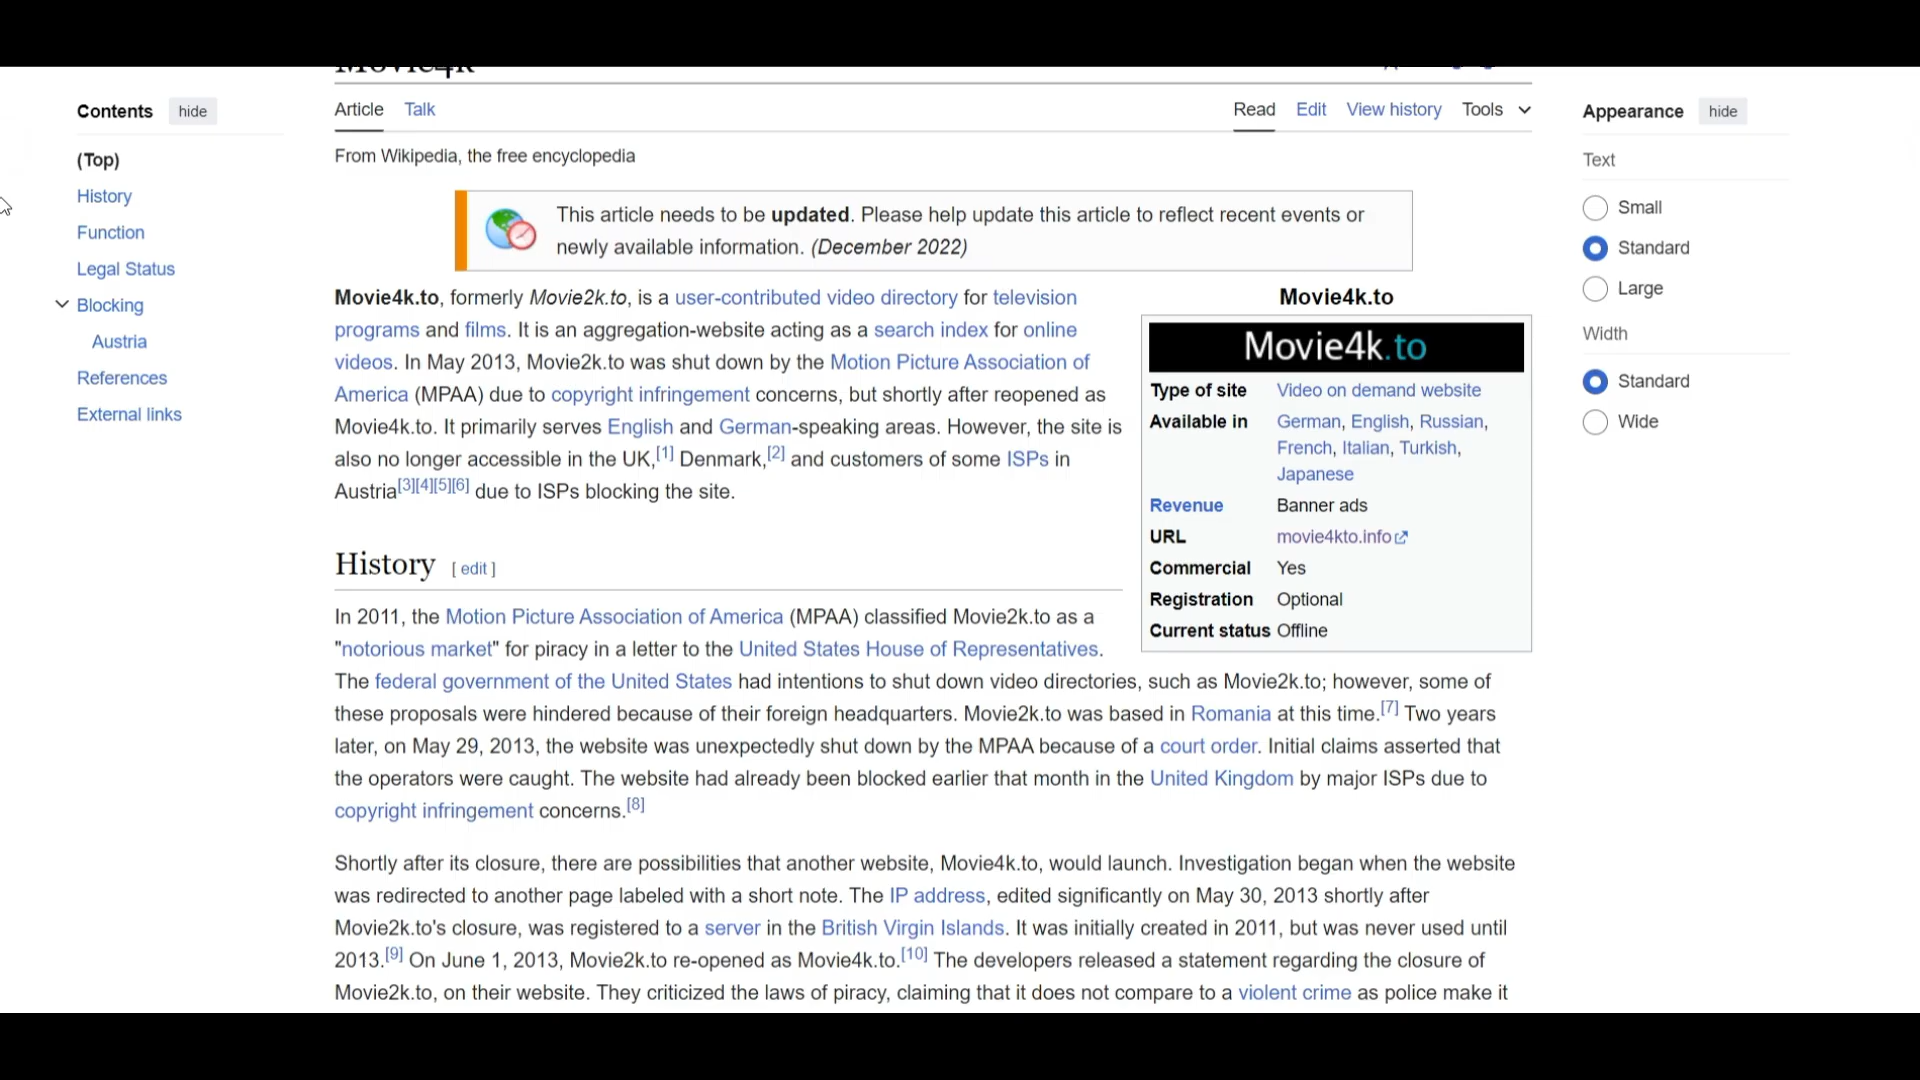 Movie4k
Contents hide
(Top)
History
Function
Legal Status
Blocking
Austria
References
External links
Article Talk
Read Edit View history Tools
From Wikipedia, the free encyclopedia
This article needs to be updated. Please help update this article to reflect recent events or
newly available information. (December 2022)
Movie4k.to, formerly Movie2k.to, is a user-contributed video directory for television
programs and films. It is an aggregation-website acting as a search index for online
videos. In May 2013, Movie2k.to was shut down by the Motion Picture Association of
America (MPAA) due to copyright infringement concerns, but shortly after reopened as
Movie4k.to. It primarily serves English and German-speaking areas. However, the site is
also no longer accessible in the UK,[1] Denmark,[2] and customers of some ISPs in
Austria[3][4][5][6] due to ISPs blocking the site.
Movie4k.to
Movie4k.to
Type of site Video on demand website
Available in German, English, Russian,
French, Italian, Turkish,
Japanese
Revenue Banner ads
URL movie4kto.info
Commercial Yes
Registration Optional
Current status Offline
History [ edit ]
In 2011, the Motion Picture Association of America (MPAA) classified Movie2k.to as a
"notorious market" for piracy in a letter to the United States House of Representatives.
The federal government of the United States had intentions to shut down video directories, such as Movie2k.to; however, some of
these proposals were hindered because of their foreign headquarters. Movie2k.to was based in Romania at this time.[7] Two years
later, on May 29, 2013, the website was unexpectedly shut down by the MPAA because of a court order. Initial claims asserted that
the operators were caught. The website had already been blocked earlier that month in the United Kingdom by major ISPs due to
copyright infringement concerns.[8]
Shortly after its closure, there are possibilities that another website, Movie4k.to, would launch. Investigation began when the website
was redirected to another page labeled with a short note. The IP address, edited significantly on May 30, 2013 shortly after
Movie2k.to's closure, was registered to a server in the British Virgin Islands. It was initially created in 2011, but was never used until
2013.[9] On June 1, 2013, Movie2k.to re-opened as Movie4k.to.[10] The developers released a statement regarding the closure of
Movie2k.to, on their website. They criticized the laws of piracy, claiming that it does not compare to a violent crime as police make it
Appearance hide
Text
Small
Standard
Large
Width
Standard
Wide